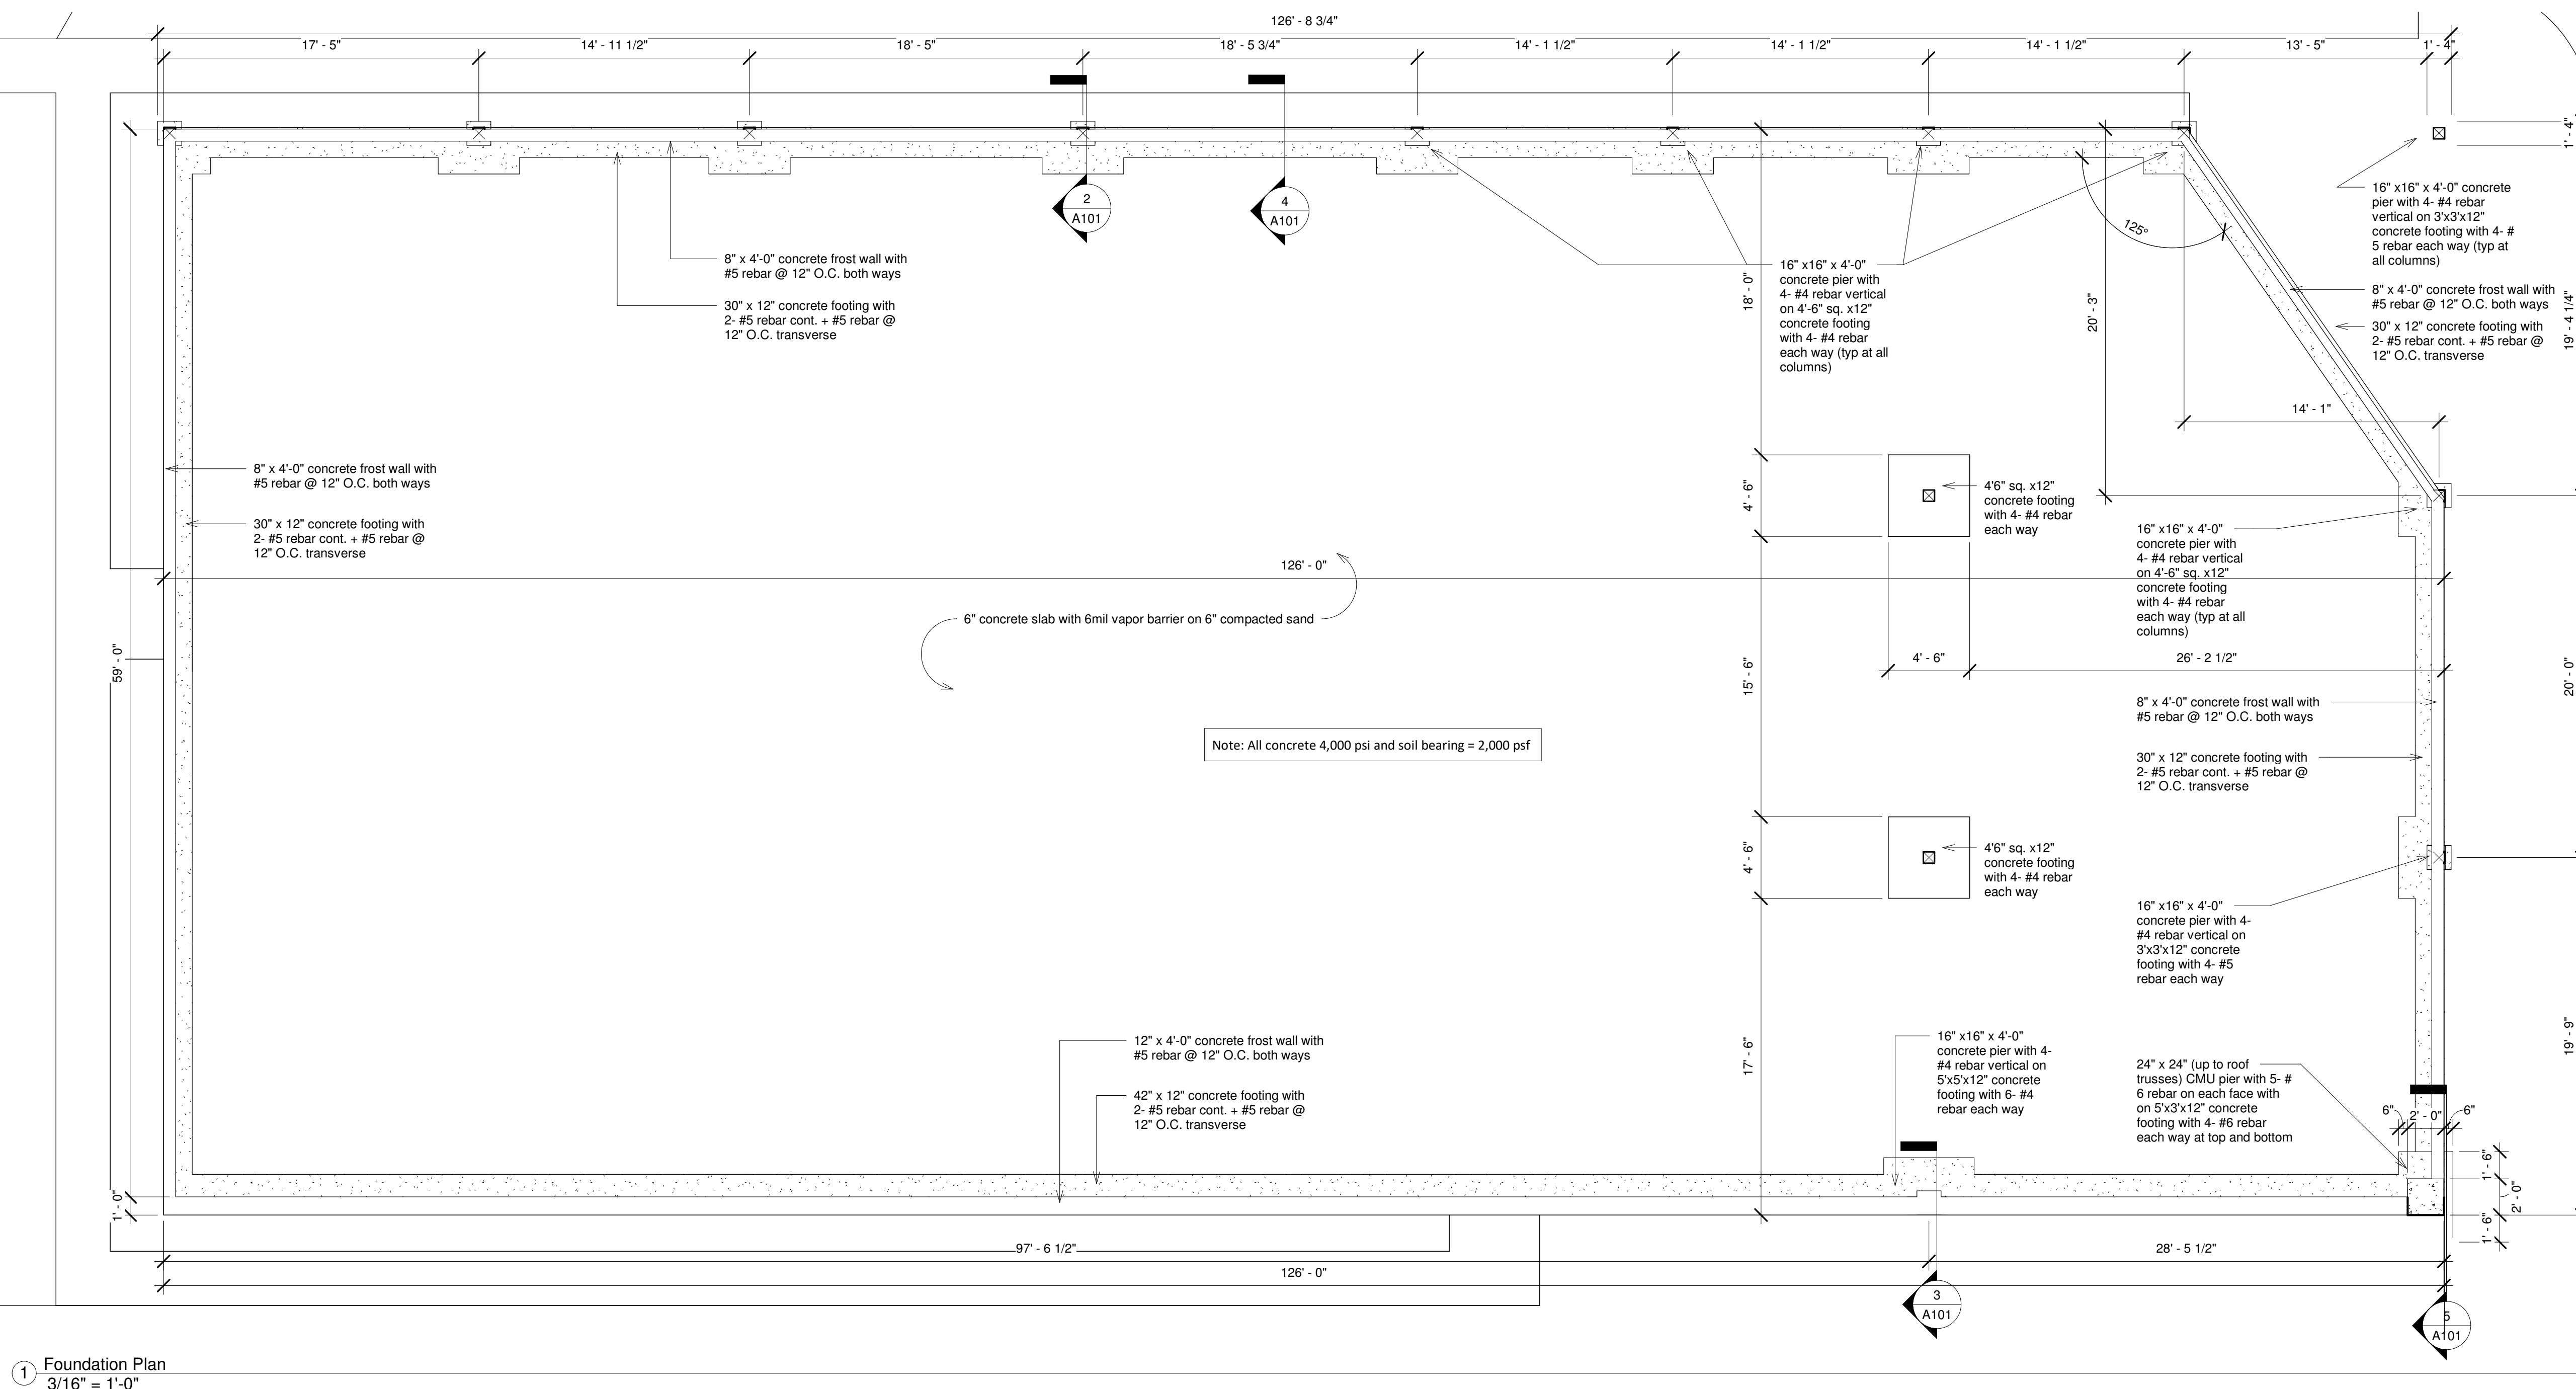 126' - 8 3/4"
17' - 5"
14' - 11 1/2"
18' - 5"
18' - 5 3/4"
14' - 1 1/2"
14' - 1 1/2"
14' - 1 1/2"
13' - 5"
1' - 4"
1' - 4"
2
A101
4
A101
125°
16" x16" x 4'-0" concrete
pier with 4- #4 rebar
vertical on 3'x3'x12"
concrete footing with 4- #
5 rebar each way (typ at
all columns)
8" x 4'-0" concrete frost wall with
#5 rebar @ 12" O.C. both ways
30" x 12" concrete footing with
2- #5 rebar cont. + #5 rebar @
12" O.C. transverse
16" x16" x 4'-0"
concrete pier with
4- #4 rebar vertical
on 4'-6" sq. x12"
concrete footing
with 4- #4 rebar
each way (typ at all
columns)
18' - 0"
20' - 3"
8" x 4'-0" concrete frost wall with
#5 rebar @ 12" O.C. both ways
30" x 12" concrete footing with
2- #5 rebar cont. + #5 rebar @
12" O.C. transverse
19' - 4 1/4"
14' - 1"
8" x 4'-0" concrete frost wall with
#5 rebar @ 12" O.C. both ways
30" x 12" concrete footing with
2- #5 rebar cont. + #5 rebar @
12" O.C. transverse
4' - 6"
4'6" sq. x12"
concrete footing
with 4- #4 rebar
each way
16" x16" x 4'-0"
concrete pier with
4- #4 rebar vertical
on 4'-6" sq. x12"
concrete footing
with 4- #4 rebar
each way (typ at all
columns)
126' - 0"
6" concrete slab with 6mil vapor barrier on 6" compacted sand
59' - 0"
15' - 6"
4' - 6"
26' - 2 1/2"
20' - 0"
8" x 4'-0" concrete frost wall with
#5 rebar @ 12" O.C. both ways
Note: All concrete 4,000 psi and soil bearing = 2,000 psf
30" x 12" concrete footing with
2- #5 rebar cont. + #5 rebar @
12" O.C. transverse
4' - 6"
4'6" sq. x12"
concrete footing
with 4- #4 rebar
each way
16" x16" x 4'-0"
concrete pier with 4-
#4 rebar vertical on
3'x3'x12" concrete
footing with 4- #5
rebar each way
12" x 4'-0" concrete frost wall with
#5 rebar @ 12" O.C. both ways
42" x 12" concrete footing with
2- #5 rebar cont. + #5 rebar @
12" O.C. transverse
17' - 6"
16" x16" x 4'-0"
concrete pier with 4-
#4 rebar vertical on
5'x5'x12" concrete
footing with 6- #4
rebar each way
19' - 9"
24" x 24" (up to roof
trusses) CMU pier with 5- #
6 rebar on each face with
on 5'x3'x12" concrete
footing with 4- #6 rebar
each way at top and bottom
6"
2' - 0"
6"
1' - 6"
2' - 0"
1' - 6"
1' - 0"
97' - 6 1/2"
28' - 5 1/2"
126' - 0"
3
A101
5
A101
1
Foundation Plan
3/16" = 1'-0"